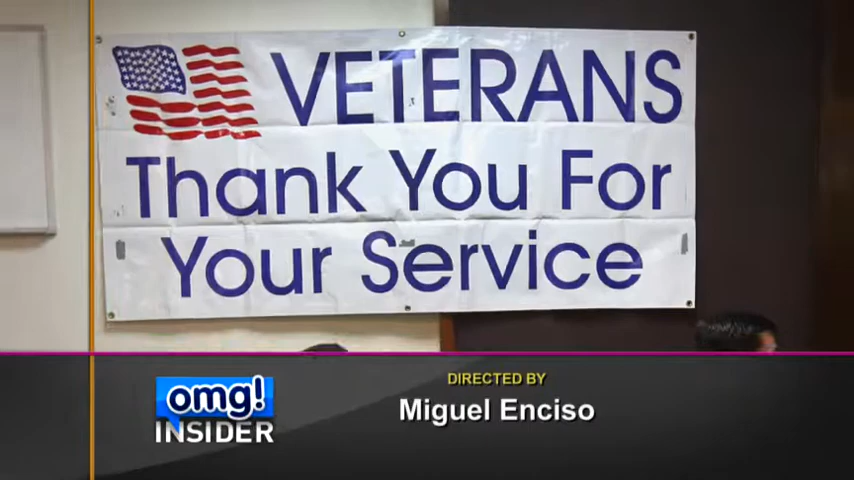 VETERANS
Thank You For
Your Service
DIRECTED BY
omg!
Miguel Enciso
INSIDER